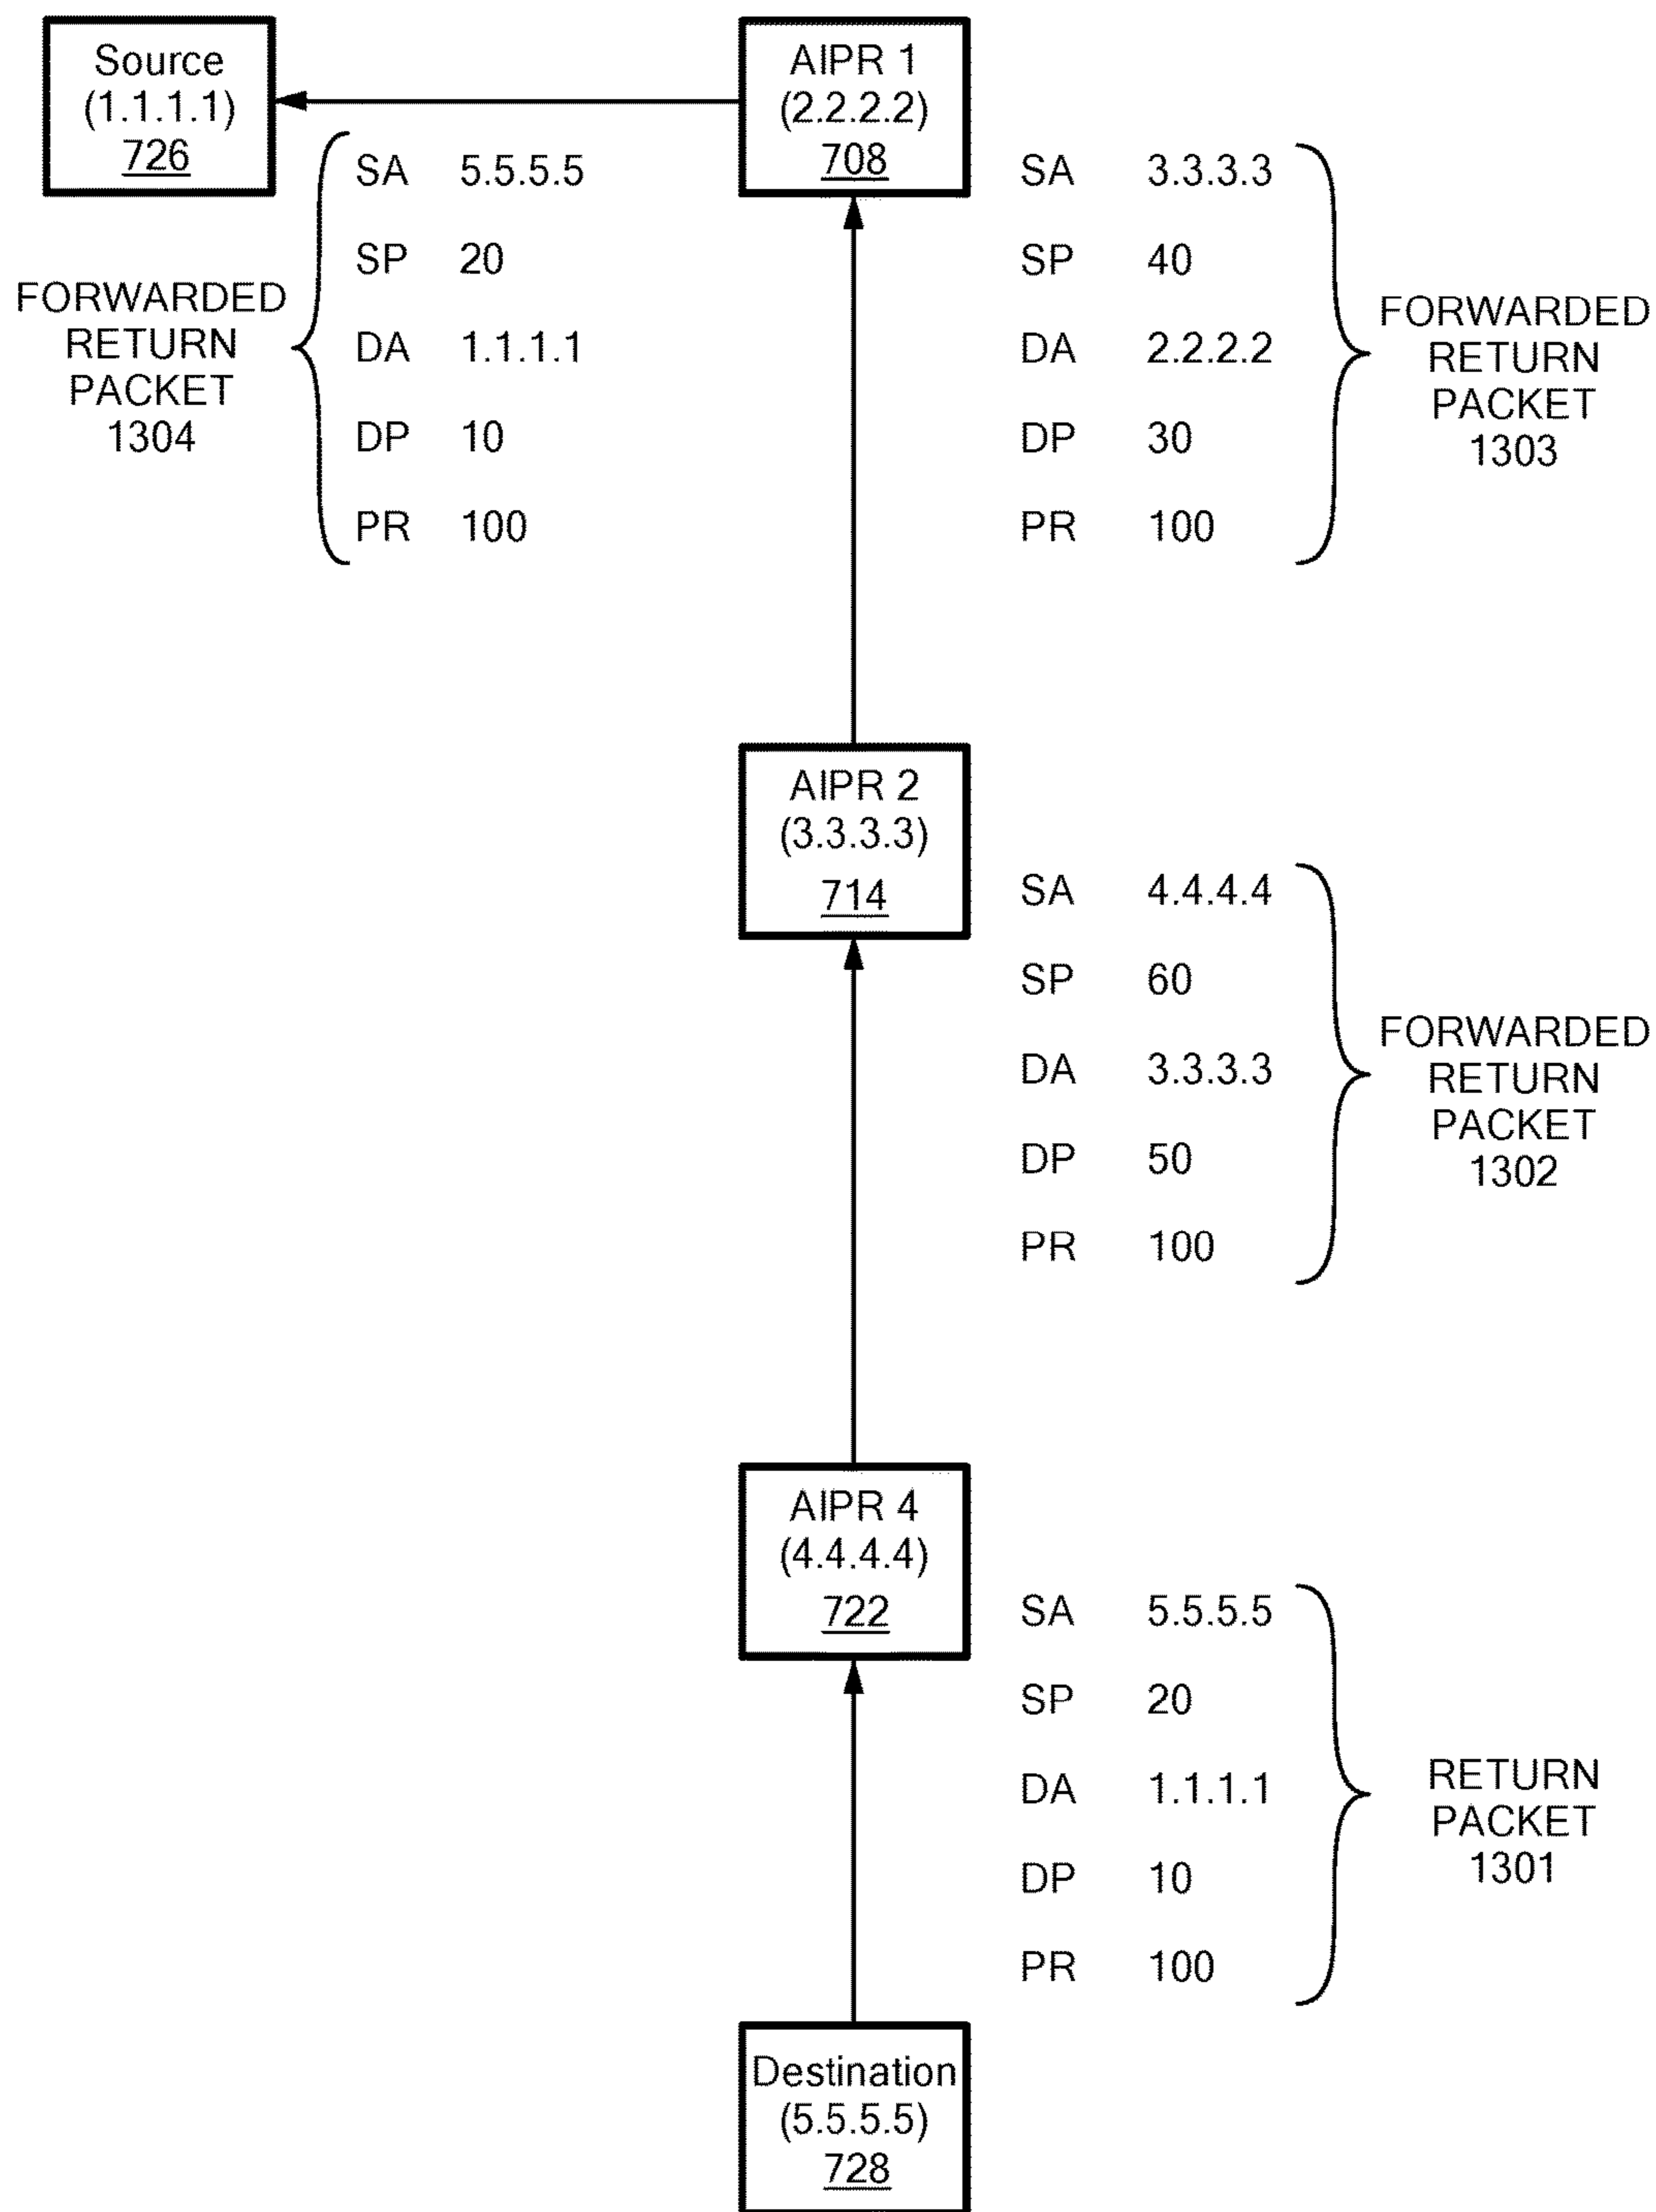 Source
(1.1.1.1)
726
AIPR 1
(2.2.2.2)
708
FORWARDED
RETURN
PACKET
1304
SA 5.5.5.5
SP 20
DA 1.1.1.1
DP 10
PR 100
SA 3.3.3.3
SP 40
DA 2.2.2.2
DP 30
PR 100
FORWARDED
RETURN
PACKET
1303
AIPR 2
(3.3.3.3)
714
SA 4.4.4.4
SP 60
DA 3.3.3.3
DP 50
PR 100
FORWARDED
RETURN
PACKET
1302
AIPR 4
(4.4.4.4)
722
SA 5.5.5.5
SP 20
DA 1.1.1.1
DP 10
PR 100
RETURN
PACKET
1301
Destination
(5.5.5.5)
728